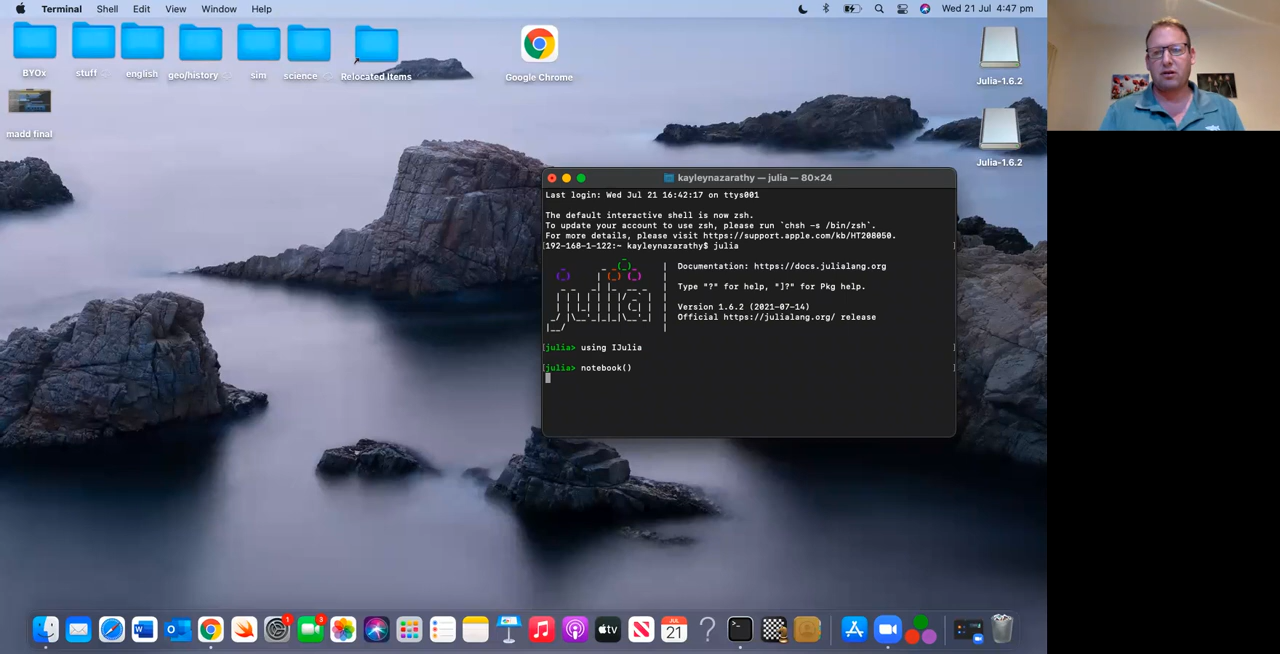 Terminal Shell Edit View Window Help Wed 21 Jul 4:47 pm
BYOx stuff english geo/history sim science Relocated Items Google Chrome Julia-1.6.2
madd final Julia-1.6.2
kayleynazarathy — julia — 80×24
Last login: Wed Jul 21 16:42:17 on ttys001
The default interactive shell is now zsh.
To update your account to use zsh, please run `chsh -s /bin/zsh`.
For more details, please visit https://support.apple.com/kb/HT208050.
[192-168-1-122:~ kayleynazarathy$ julia ]
Documentation: https://docs.julialang.org
Type "?" for help, "]?" for Pkg help.
Version 1.6.2 (2021-07-14)
Official https://julialang.org/ release
[julia> using IJulia ]
[julia> notebook() ]
1 3 JUL 21 tv